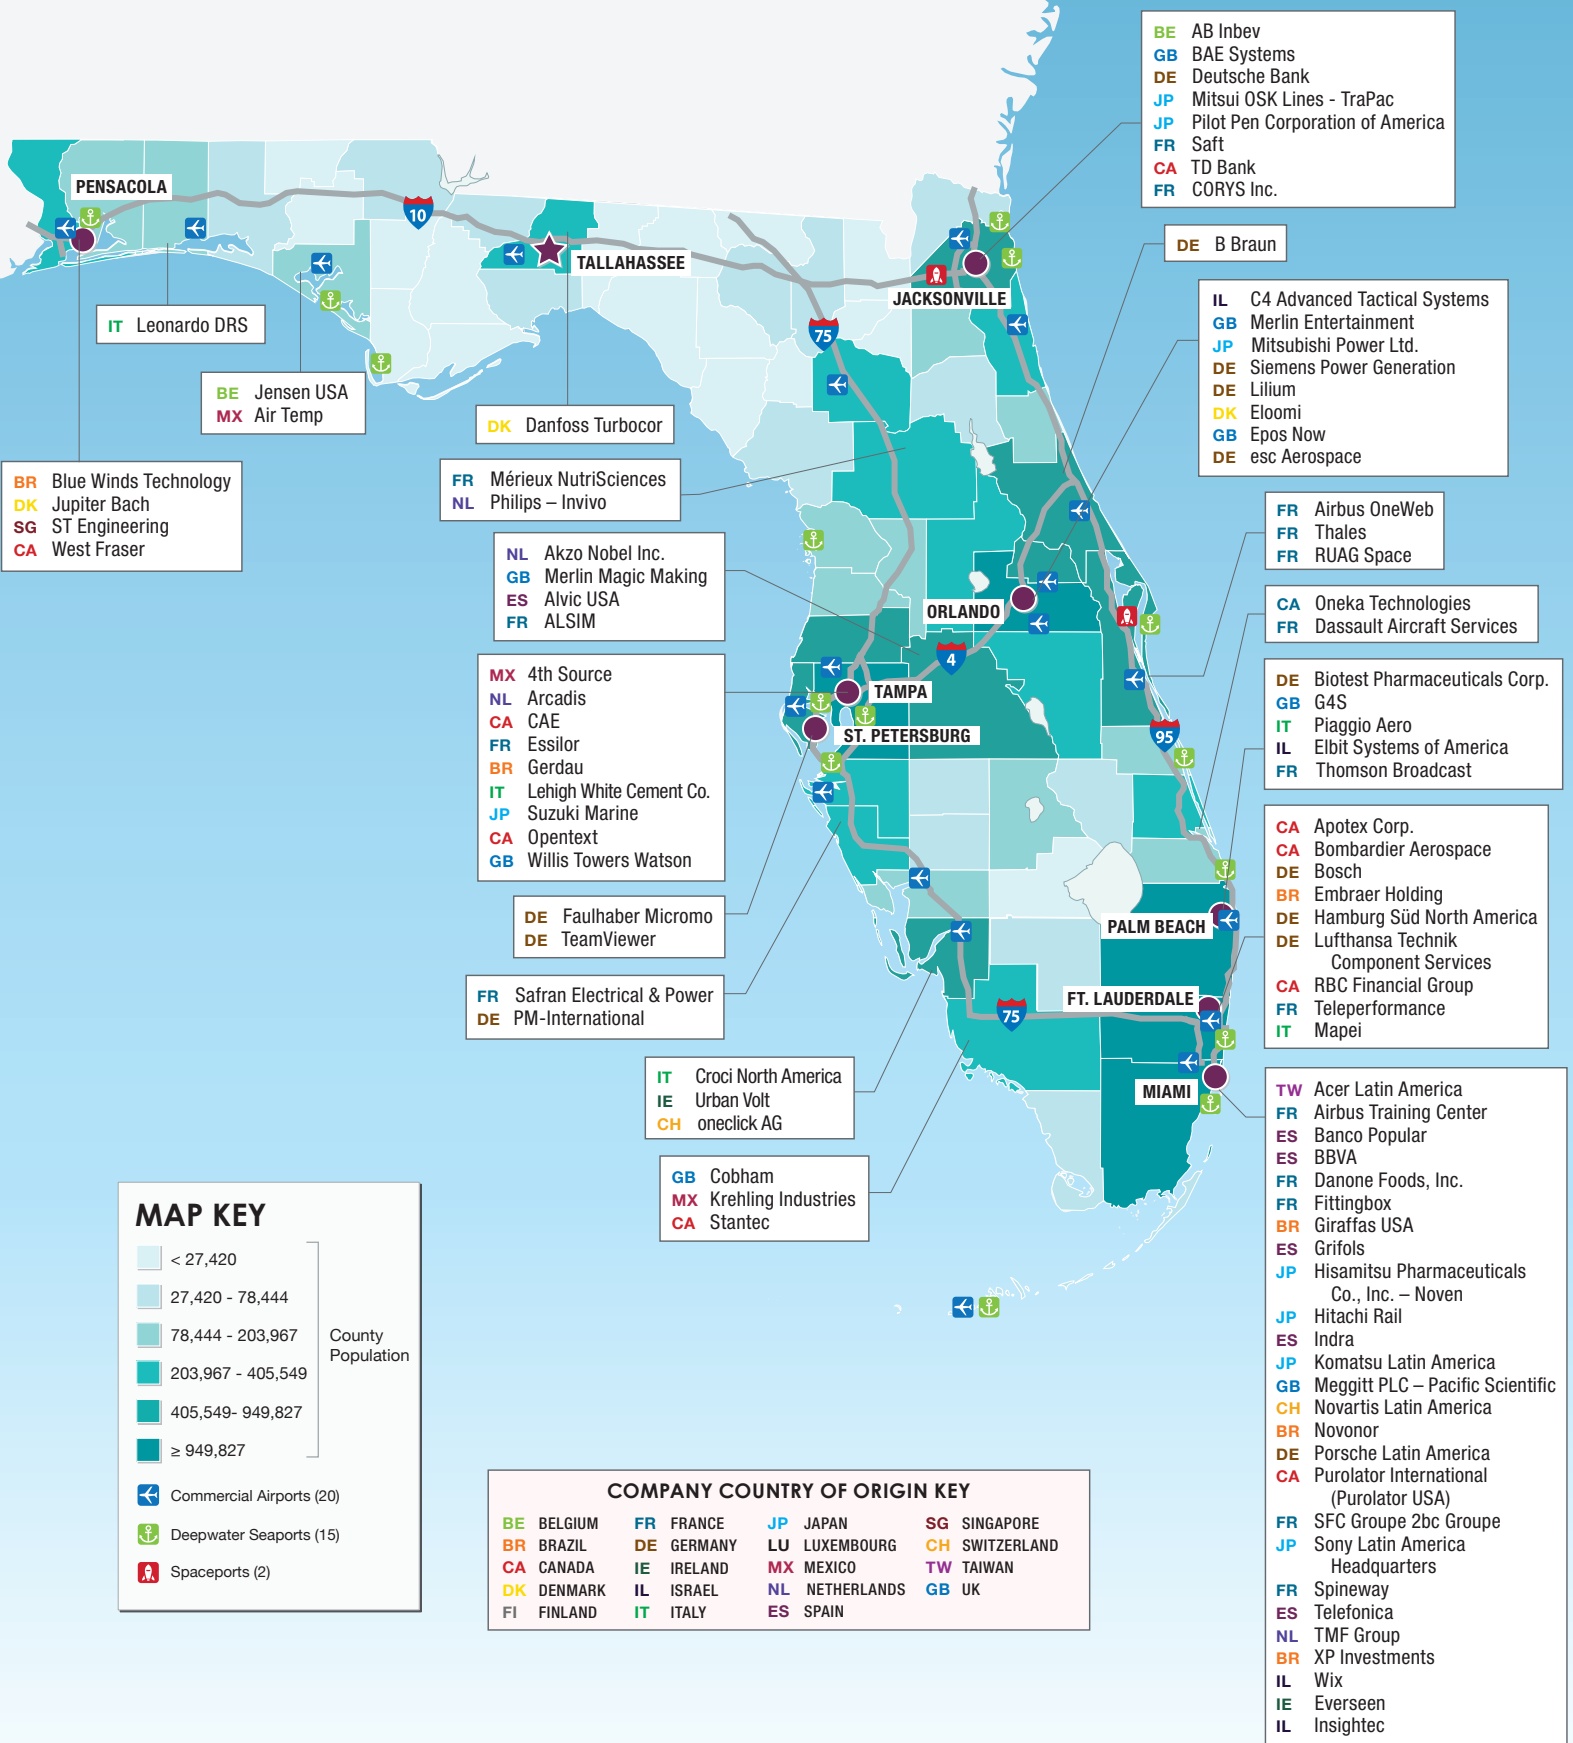 BE AB Inbev
GB BAE Systems
DE Deutsche Bank
JP Mitsui OSK Lines - TraPac
JP Pilot Pen Corporation of America
FR Saft
CA TD Bank
FR CORYS Inc.
PENSACOLA
10
TALLAHASSEE
JACKSONVILLE
75
DE B Braun
IT Leonardo DRS
BE Jensen USA
MX Air Temp
DK Danfoss Turbocor
IL C4 Advanced Tactical Systems
GB Merlin Entertainment
JP Mitsubishi Power Ltd.
DE Siemens Power Generation
DE Lilium
DK Eloomi
GB Epos Now
DE esc Aerospace
BR Blue Winds Technology
DK Jupiter Bach
SG ST Engineering
CA West Fraser
FR Mérieux NutriSciences
NL Philips – Invivo
FR Airbus OneWeb
FR Thales
FR RUAG Space
NL Akzo Nobel Inc.
GB Merlin Magic Making
ES Alvic USA
FR ALSIM
ORLANDO
4
CA Oneka Technologies
FR Dassault Aircraft Services
MX 4th Source
NL Arcadis
CA CAE
FR Essilor
BR Gerdau
IT Lehigh White Cement Co.
JP Suzuki Marine
CA Opentext
GB Willis Towers Watson
TAMPA
ST. PETERSBURG
95
DE Biotest Pharmaceuticals Corp.
GB G4S
IT Piaggio Aero
IL Elbit Systems of America
FR Thomson Broadcast
DE Faulhaber Micromo
DE TeamViewer
CA Apotex Corp.
CA Bombardier Aerospace
DE Bosch
BR Embraer Holding
DE Hamburg Süd North America
DE Lufthansa Technik
Component Services
CA RBC Financial Group
FR Teleperformance
IT Mapei
PALM BEACH
FT. LAUDERDALE
75
MIAMI
FR Safran Electrical & Power
DE PM-International
IT Croci North America
IE Urban Volt
CH oneclick AG
GB Cobham
MX Krehling Industries
CA Stantec
TW Acer Latin America
FR Airbus Training Center
ES Banco Popular
ES BBVA
FR Danone Foods, Inc.
FR Fittingbox
BR Giraffas USA
ES Grifols
JP Hisamitsu Pharmaceuticals
Co., Inc. – Noven
JP Hitachi Rail
ES Indra
JP Komatsu Latin America
GB Meggitt PLC – Pacific Scientific
CH Novartis Latin America
BR Novonor
DE Porsche Latin America
CA Purolator International
(Purolator USA)
FR SFC Groupe 2bc Groupe
JP Sony Latin America
Headquarters
FR Spineway
ES Telefonica
NL TMF Group
BR XP Investments
IL Wix
IE Everseen
IL Insightec
MAP KEY
< 27,420
27,420 - 78,444
78,444 - 203,967
203,967 - 405,549
405,549- 949,827
≥ 949,827
County
Population
Commercial Airports (20)
Deepwater Seaports (15)
Spaceports (2)
COMPANY COUNTRY OF ORIGIN KEY
BE BELGIUM FR FRANCE JP JAPAN SG SINGAPORE
BR BRAZIL DE GERMANY LU LUXEMBOURG CH SWITZERLAND
CA CANADA IE IRELAND MX MEXICO TW TAIWAN
DK DENMARK IL ISRAEL NL NETHERLANDS GB UK
FI FINLAND IT ITALY ES SPAIN